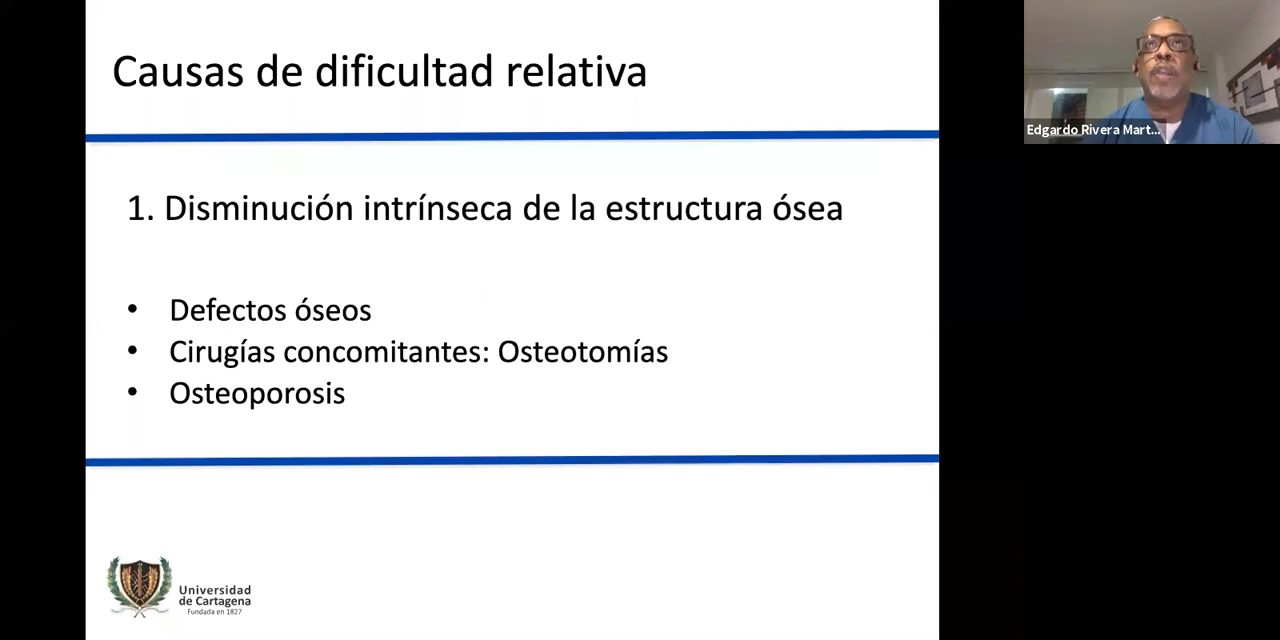 Causas de dificultad relativa
Edgardo Rivera Mart...
1. Disminución intrínseca de la estructura ósea
• Defectos óseos
• Cirugías concomitantes: Osteotomías
• Osteoporosis
Universidad
de Cartagena
Fundada en 1827